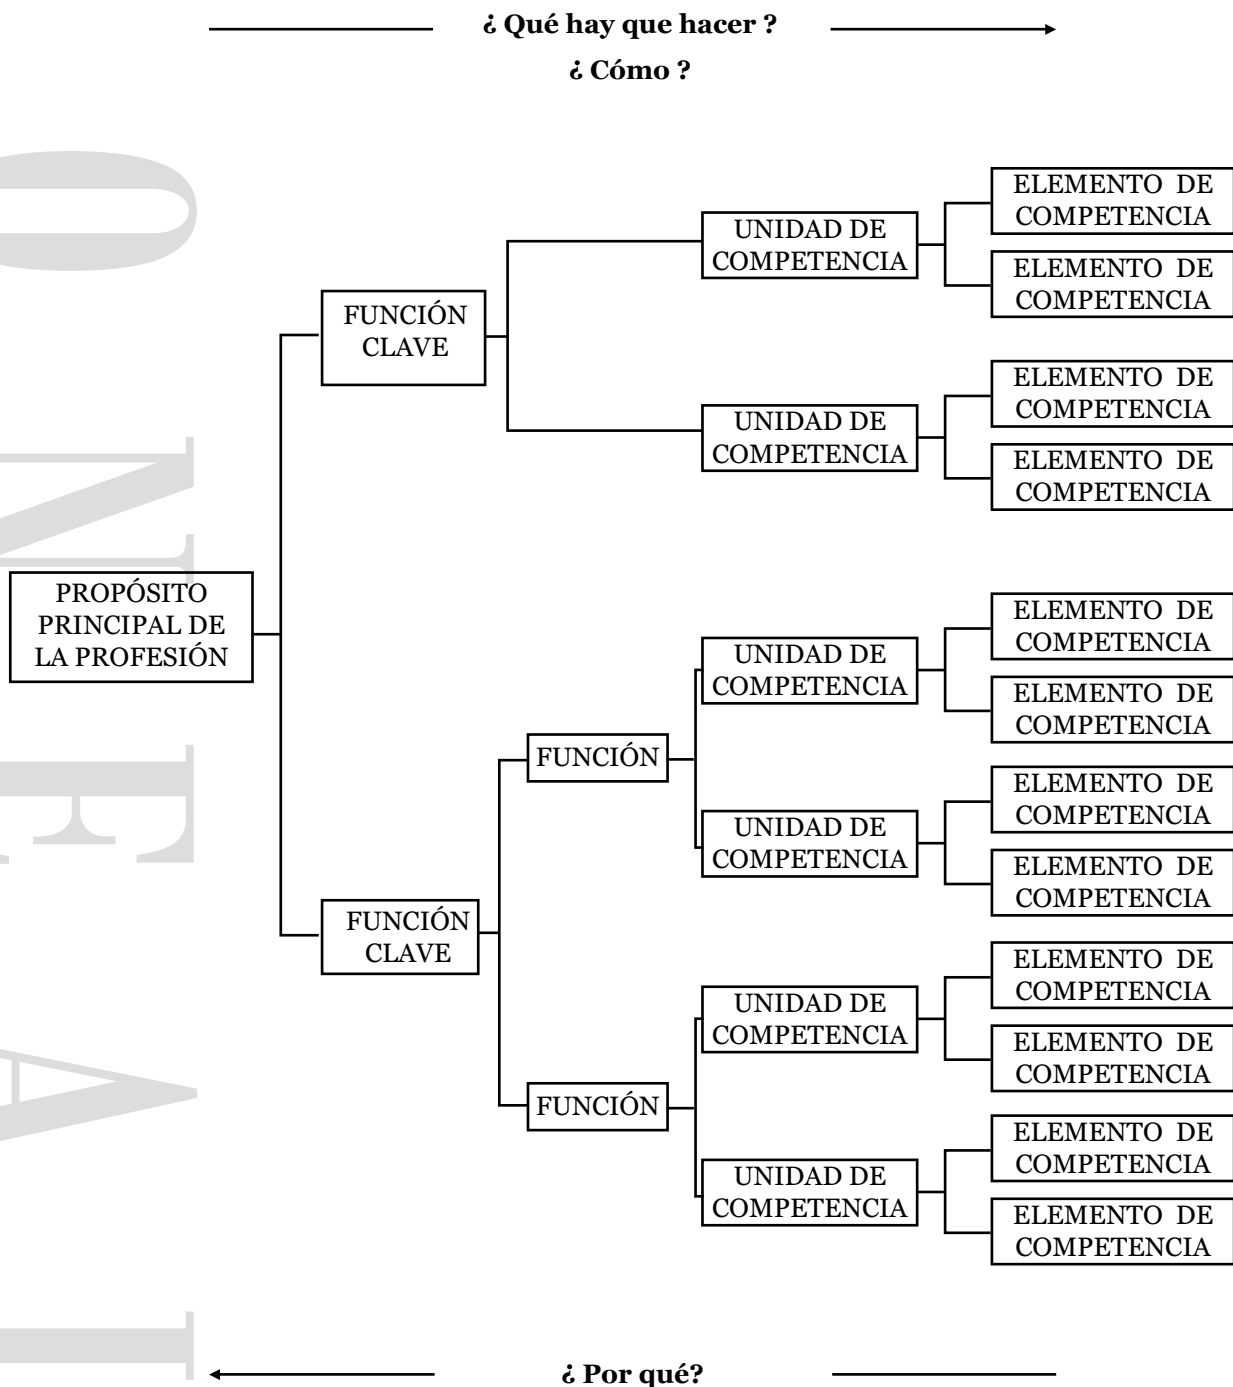 ¿ Qué hay que hacer ?
¿ Cómo ?
ELEMENTO DE
COMPETENCIA
UNIDAD DE
COMPETENCIA
ELEMENTO DE
COMPETENCIA
FUNCIÓN
CLAVE
ELEMENTO DE
COMPETENCIA
UNIDAD DE
COMPETENCIA
ELEMENTO DE
COMPETENCIA
PROPÓSITO
PRINCIPAL DE
LA PROFESIÓN
ELEMENTO DE
COMPETENCIA
UNIDAD DE
COMPETENCIA
ELEMENTO DE
COMPETENCIA
FUNCIÓN
ELEMENTO DE
COMPETENCIA
UNIDAD DE
COMPETENCIA
ELEMENTO DE
COMPETENCIA
FUNCIÓN
CLAVE
ELEMENTO DE
COMPETENCIA
UNIDAD DE
COMPETENCIA
ELEMENTO DE
COMPETENCIA
FUNCIÓN
ELEMENTO DE
COMPETENCIA
UNIDAD DE
COMPETENCIA
ELEMENTO DE
COMPETENCIA
¿ Por qué?